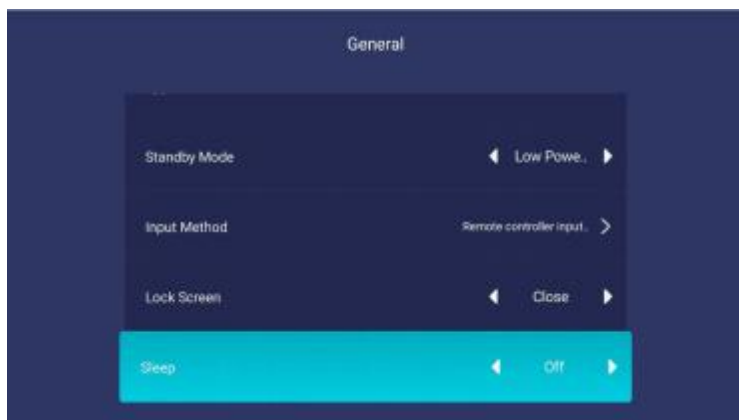 General
Standby Mode Low Powe..
Input Method Remote controller input..
Lock Screen Close
Sleep Off